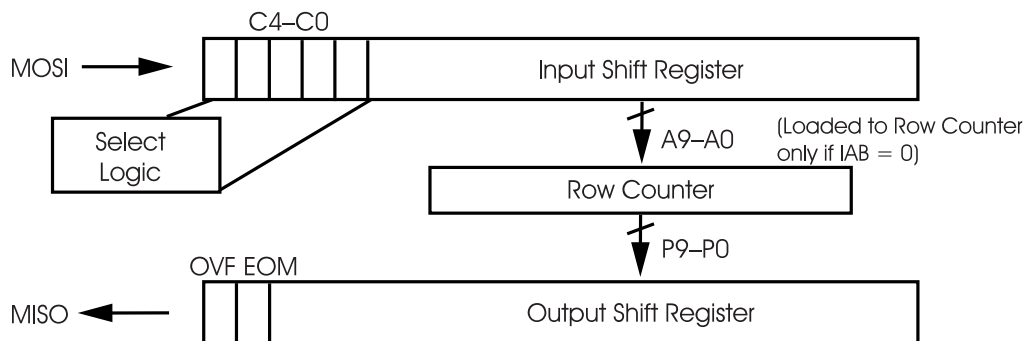 C4–C0
MOSI
Input Shift Register
Select
Logic
A9–A0
(Loaded to Row Counter
only if IAB = 0)
Row Counter
P9–P0
OVF EOM
MISO
Output Shift Register